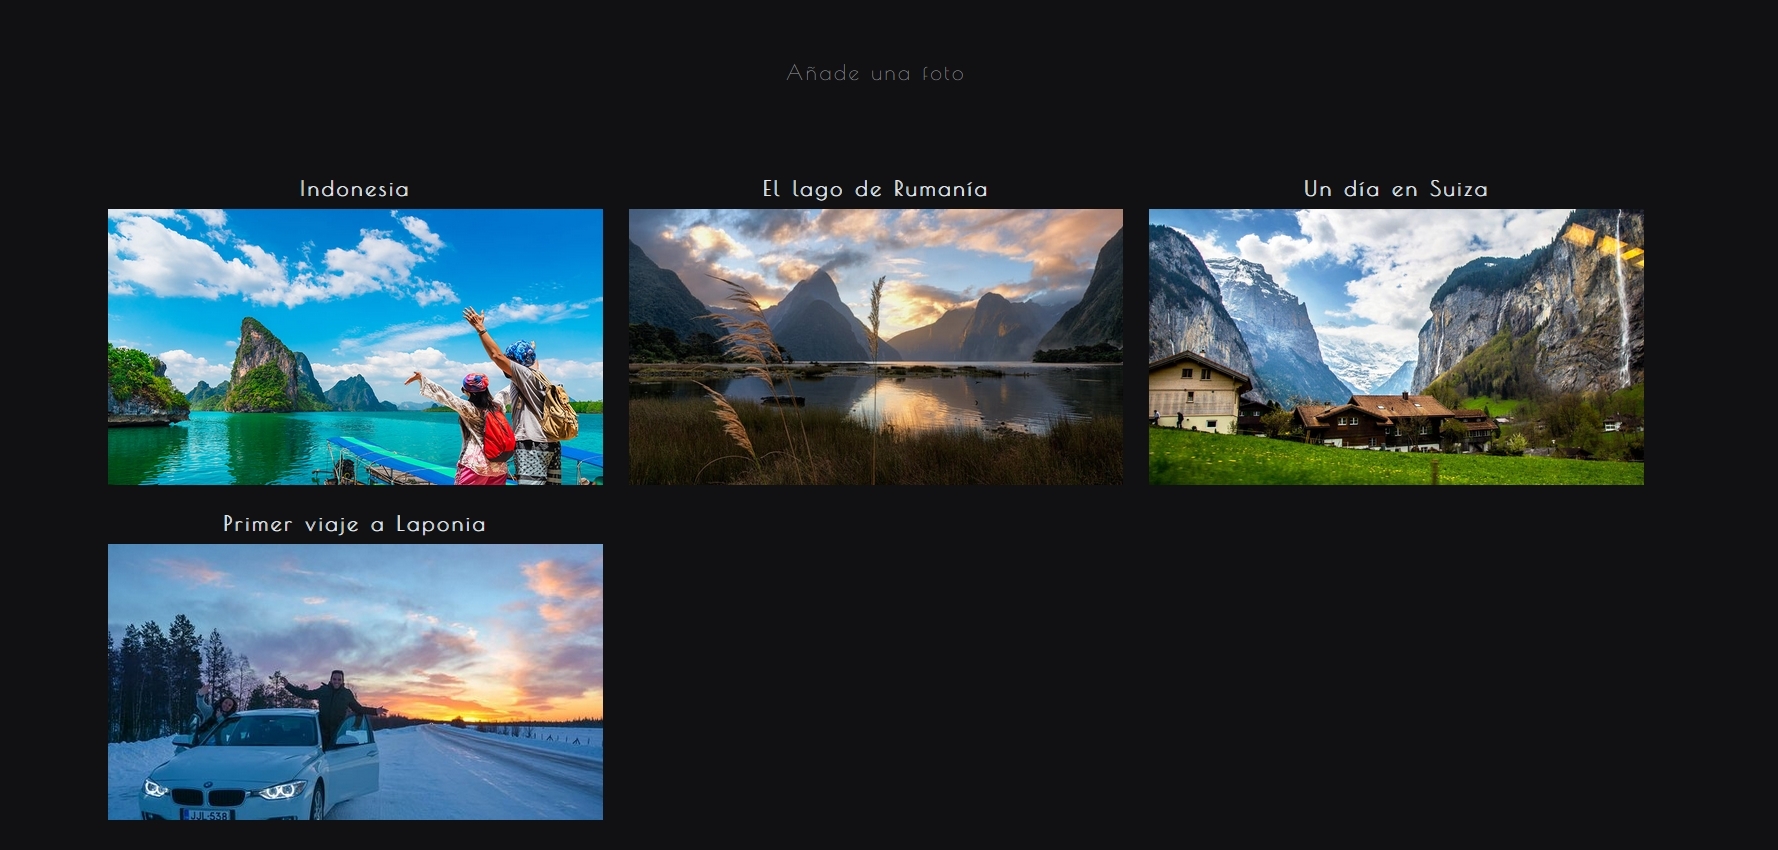 Añade una foto
Indonesia
El lago de Rumanía
Un día en Suiza
Primer viaje a Laponia
JJL-538